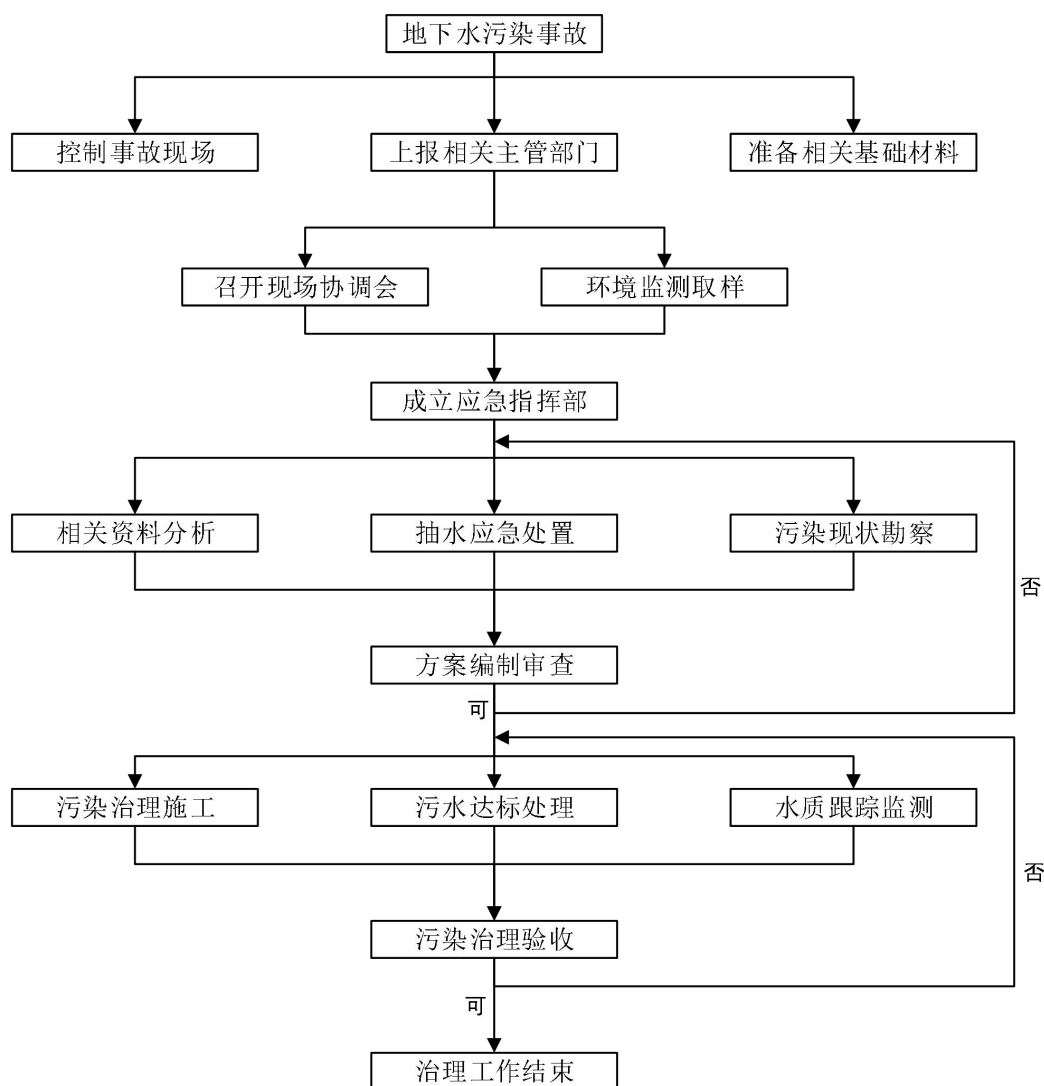 地下水污染事故
控制事故现场
上报相关主管部门
准备相关基础材料
召开现场协调会
环境监测取样
成立应急指挥部
相关资料分析
抽水应急处置
污染现状勘察
否
方案编制审查
可
污染治理施工
污水达标处理
水质跟踪监测
否
污染治理验收
可
治理工作结束